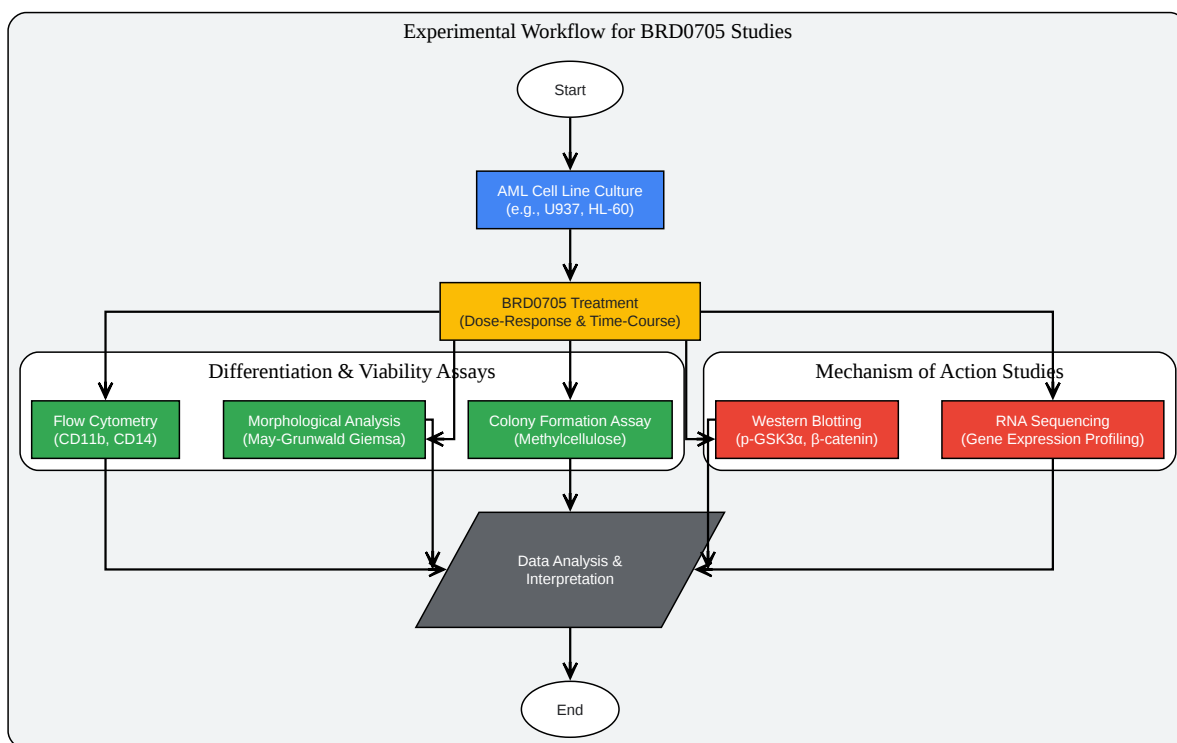 Experimental Workflow for BRD0705 Studies
Start
AML Cell Line Culture
(e.g., U937, HL-60)
BRD0705 Treatment
(Dose-Response & Time-Course)
Differentiation & Viability Assays
Mechanism of Action Studies
Flow Cytometry
(CD11b, CD14)
Morphological Analysis
(May-Grunwald Giemsa)
Colony Formation Assay
(Methylcellulose)
Western Blotting
(p-GSK3α, β-catenin)
RNA Sequencing
(Gene Expression Profiling)
Data Analysis &
Interpretation
End